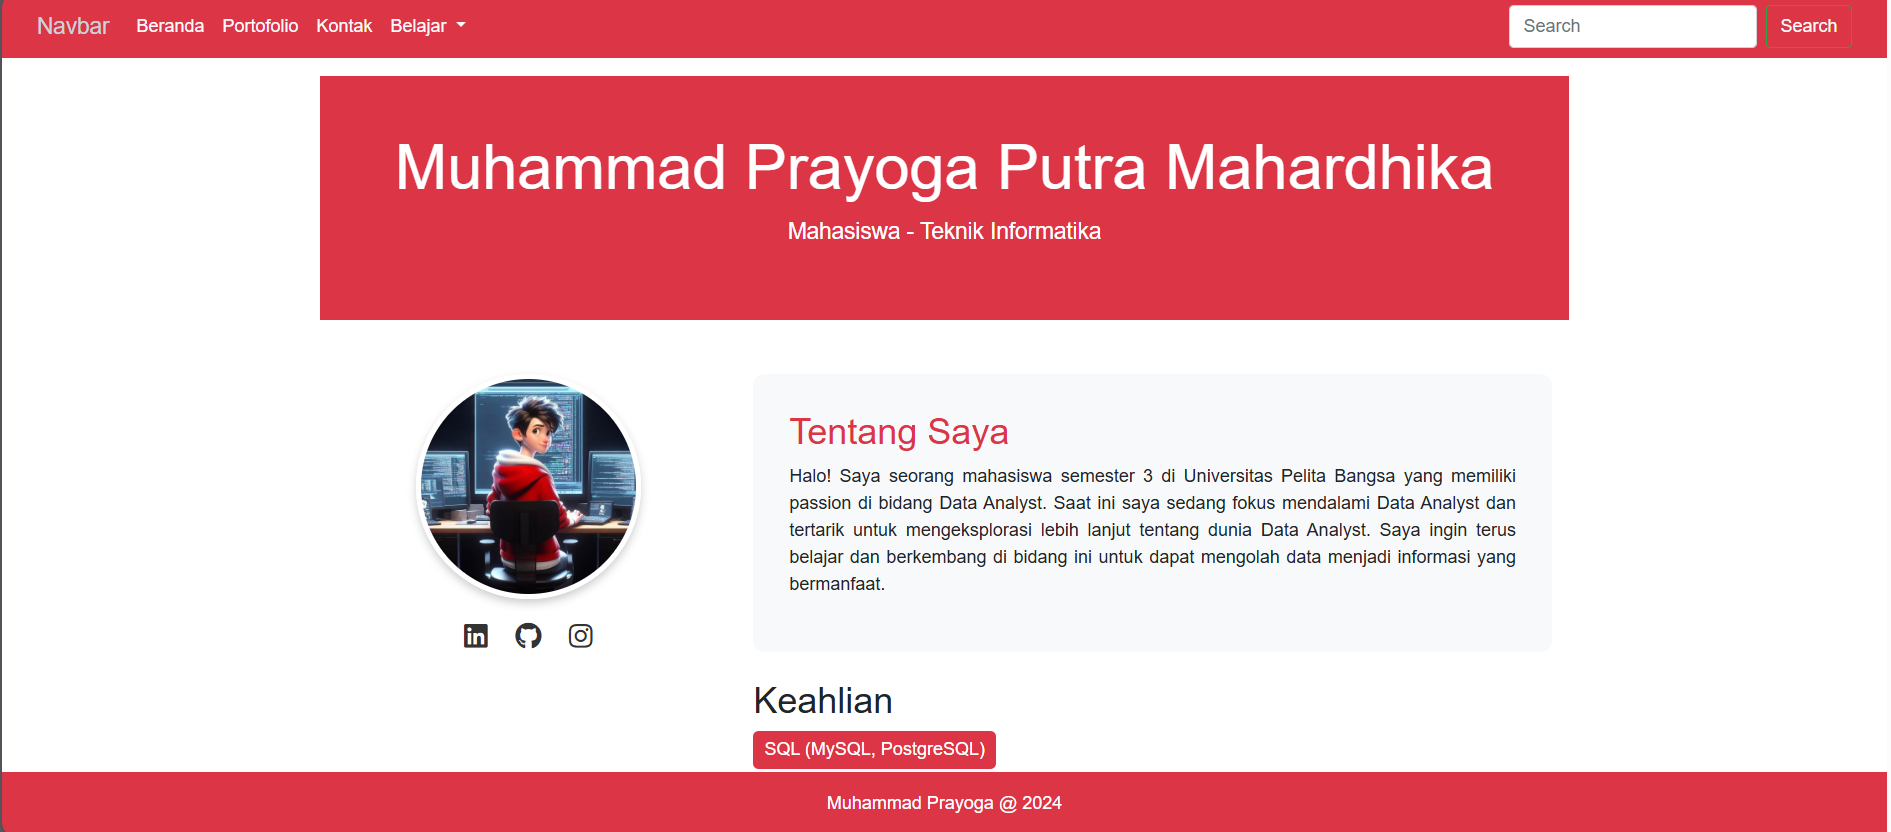 Navbar Beranda Portofolio Kontak Belajar Search Search
Muhammad Prayoga Putra Mahardhika
Mahasiswa - Teknik Informatika
Tentang Saya
Halo! Saya seorang mahasiswa semester 3 di Universitas Pelita Bangsa yang memiliki
passion di bidang Data Analyst. Saat ini saya sedang fokus mendalami Data Analyst dan
tertarik untuk mengeksplorasi lebih lanjut tentang dunia Data Analyst. Saya ingin terus
belajar dan berkembang di bidang ini untuk dapat mengolah data menjadi informasi yang
bermanfaat.
Keahlian
SQL (MySQL, PostgreSQL)
Muhammad Prayoga @ 2024